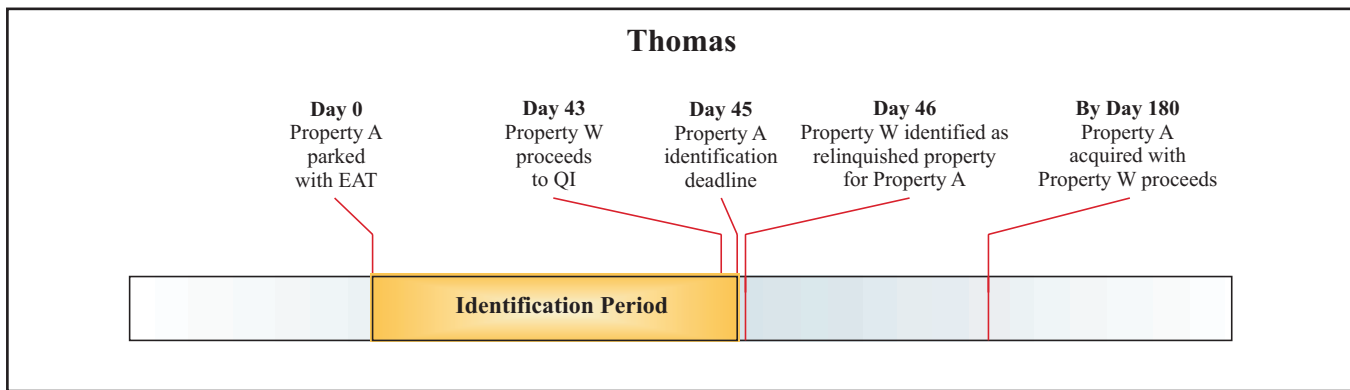 Thomas
Day 0
Property A
parked
with EAT
Day 43
Property W
proceeds
to QI
Day 45
Property A
identification
deadline
Day 46
Property W identified as
relinquished property
for Property A
By Day 180
Property A
acquired with
Property W proceeds
Identification Period